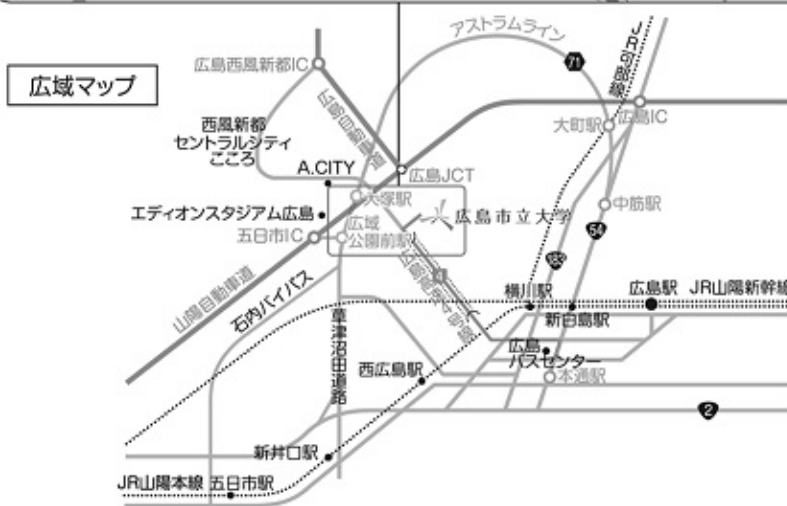 広域マップ
アストラムライン
JR可部線
71
広島西風新都IC
広島自動車道
西風新都
セントラルシティ
こころ
A.CITY
大町駅
広島IC
広島JCT
大塚駅
中筋駅
エディオンスタジアム広島
広島市立大学
五日市IC
広域
公園前駅
54
183
山陽自動車道
石内バイパス
草津沼田道路
横川駅
広島駅
JR山陽新幹線
新白島駅
広島
バスセンター
本通駅
西広島駅
2
新井口駅
JR山陽本線
五日市駅